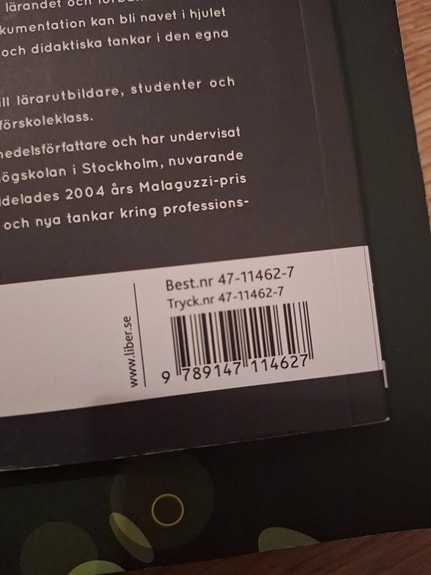 lärandet och
kumentation kan bli navet i hjulet
och didaktiska tankar i den egna
ill lärarutbildare, studenter och
förskoleklass.
medelsförfattare och har undervisat
ögskolan i Stockholm, nuvarande
ldelades 2004 års Malaguzzi-pris
och nya tankar kring professions-
Best.nr 47-11462-7
Tryck.nr 47-11462-7
www.liber.se
9 789147 114627